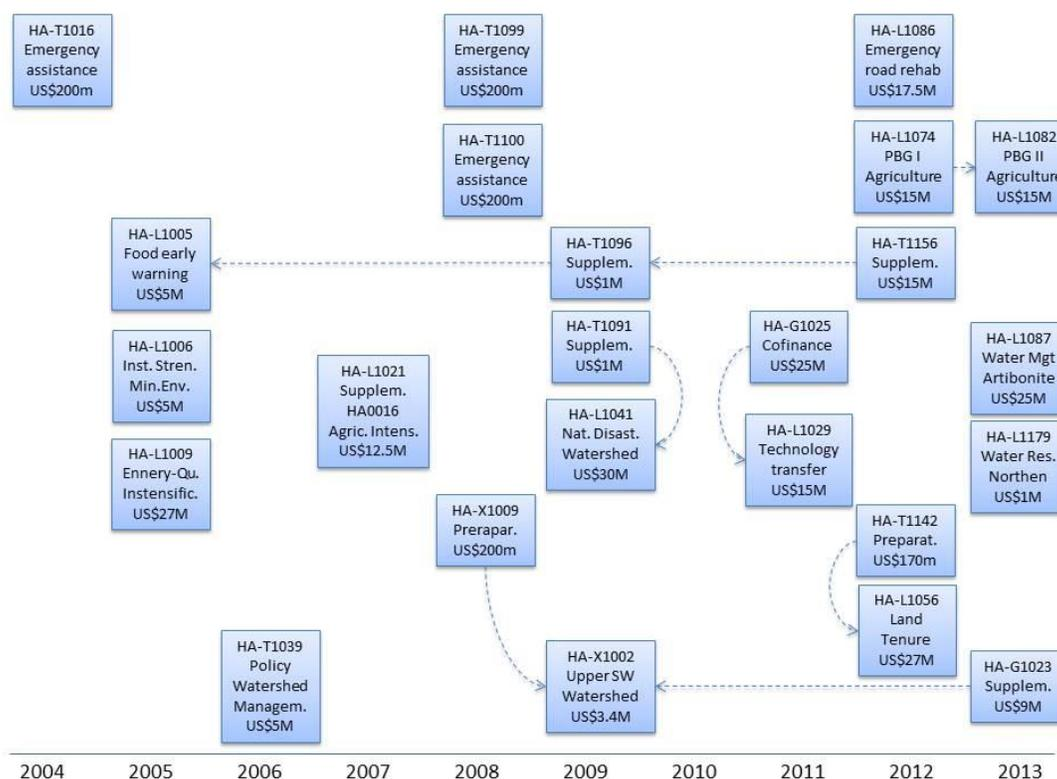 HA-T1016
Emergency
assistance
US$200m
HA-T1099
Emergency
assistance
US$200m
HA-L1086
Emergency
road rehab
US$17.5M
HA-T1100
Emergency
assistance
US$200m
HA-L1074
PBG I
Agriculture
US$15M
HA-L1082
PBG II
Agriculture
US$15M
HA-L1005
Food early
warning
US$5M
HA-T1096
Supplem.
US$1M
HA-T1156
Supplem.
US$15M
HA-L1006
Inst. Stren.
Min.Env.
US$5M
HA-L1021
Supplem.
HA0016
Agric. Intens.
US$12.5M
HA-T1091
Supplem.
US$1M
HA-G1025
Cofinance
US$25M
HA-L1087
Water Mgt
Artibonite
US$25M
HA-L1009
Ennery-Qu.
Instensific.
US$27M
HA-L1041
Nat. Disast.
Watershed
US$30M
HA-L1029
Technology
transfer
US$15M
HA-L1179
Water Res.
Northen
US$1M
HA-X1009
Prerapar.
US$200m
HA-T1142
Preparat.
US$170m
HA-L1056
Land
Tenure
US$27M
HA-T1039
Policy
Watershed
Managem.
US$5M
HA-X1002
Upper SW
Watershed
US$3.4M
HA-G1023
Supplem.
US$9M
2004 2005 2006 2007 2008 2009 2010 2011 2012 2013